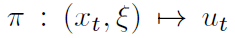 π : (x_t, ξ) ↦ u_t